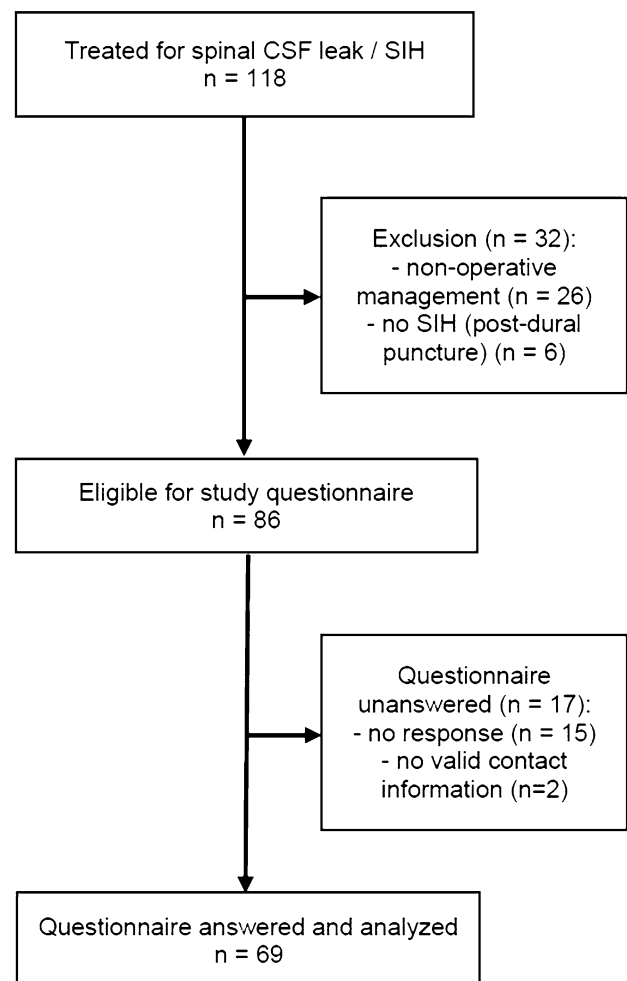 Treated for spinal CSF leak / SIH
n = 118
Exclusion (n = 32):
- non-operative
management (n = 26)
- no SIH (post-dural
puncture) (n = 6)
Eligible for study questionnaire
n = 86
Questionnaire
unanswered (n = 17):
- no response (n = 15)
- no valid contact
information (n=2)
Questionnaire answered and analyzed
n = 69